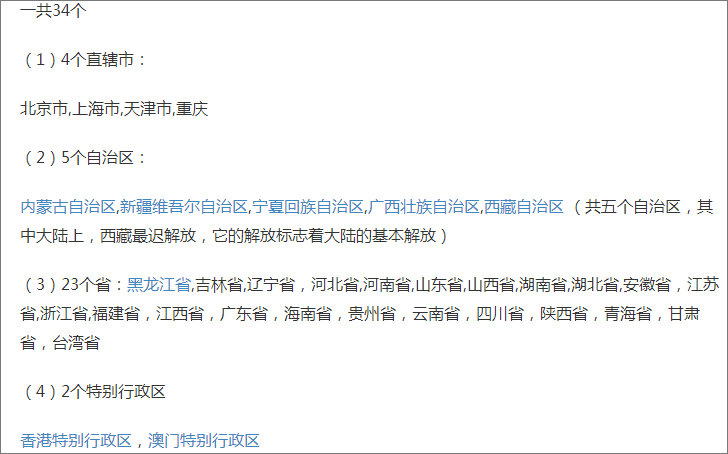 一共34个
（1）4个直辖市：
北京市,上海市,天津市,重庆
（2）5个自治区：
内蒙古自治区,新疆维吾尔自治区,宁夏回族自治区,广西壮族自治区,西藏自治区 （共五个自治区，其
中大陆上，西藏最迟解放，它的解放标志着大陆的基本解放）
（3）23个省：黑龙江省,吉林省,辽宁省，河北省,河南省,山东省,山西省,湖南省,湖北省,安徽省，江苏
省,浙江省,福建省，江西省，广东省，海南省，贵州省，云南省，四川省，陕西省，青海省，甘肃
省，台湾省
（4）2个特别行政区
香港特别行政区，澳门特别行政区